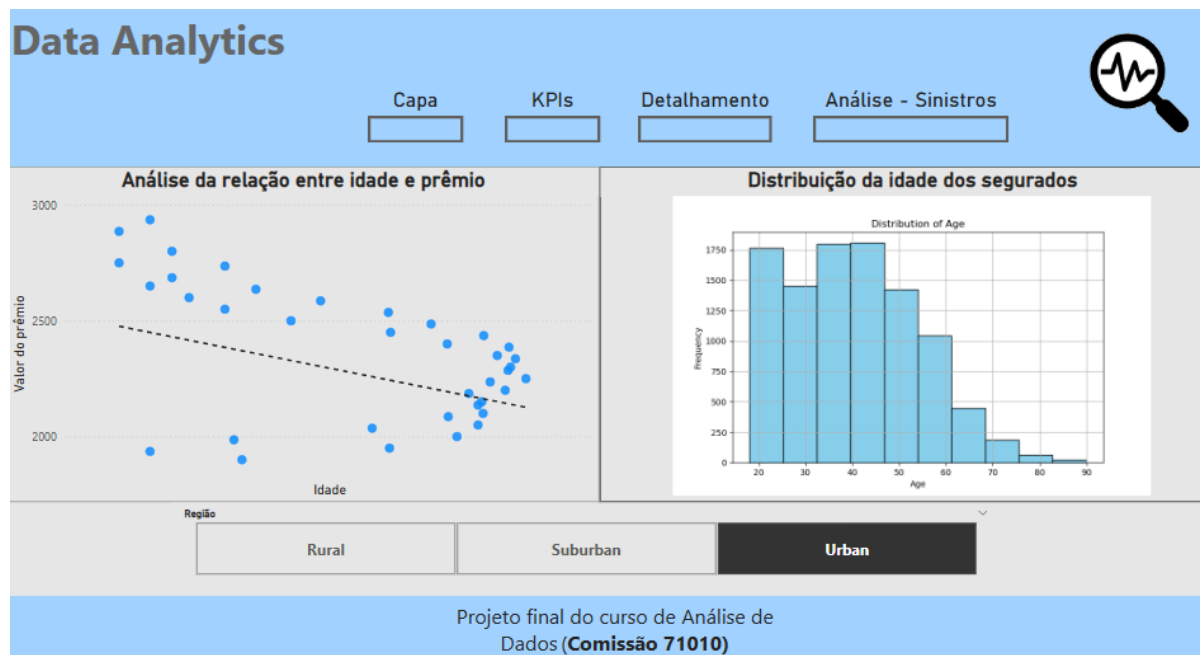 Data Analytics
Capa
KPIs
Detalhamento
Análise - Sinistros
Análise da relação entre idade e prêmio
3000
2500
2000
Valor do prêmio
Idade
Distribuição da idade dos segurados
Distribution of Age
1750
1500
1250
1000
750
500
250
0
Frequency
20 30 40 50 60 70 80 90
Age
Região
Rural
Suburban
Urban
Projeto final do curso de Análise de
Dados (Comissão 71010)